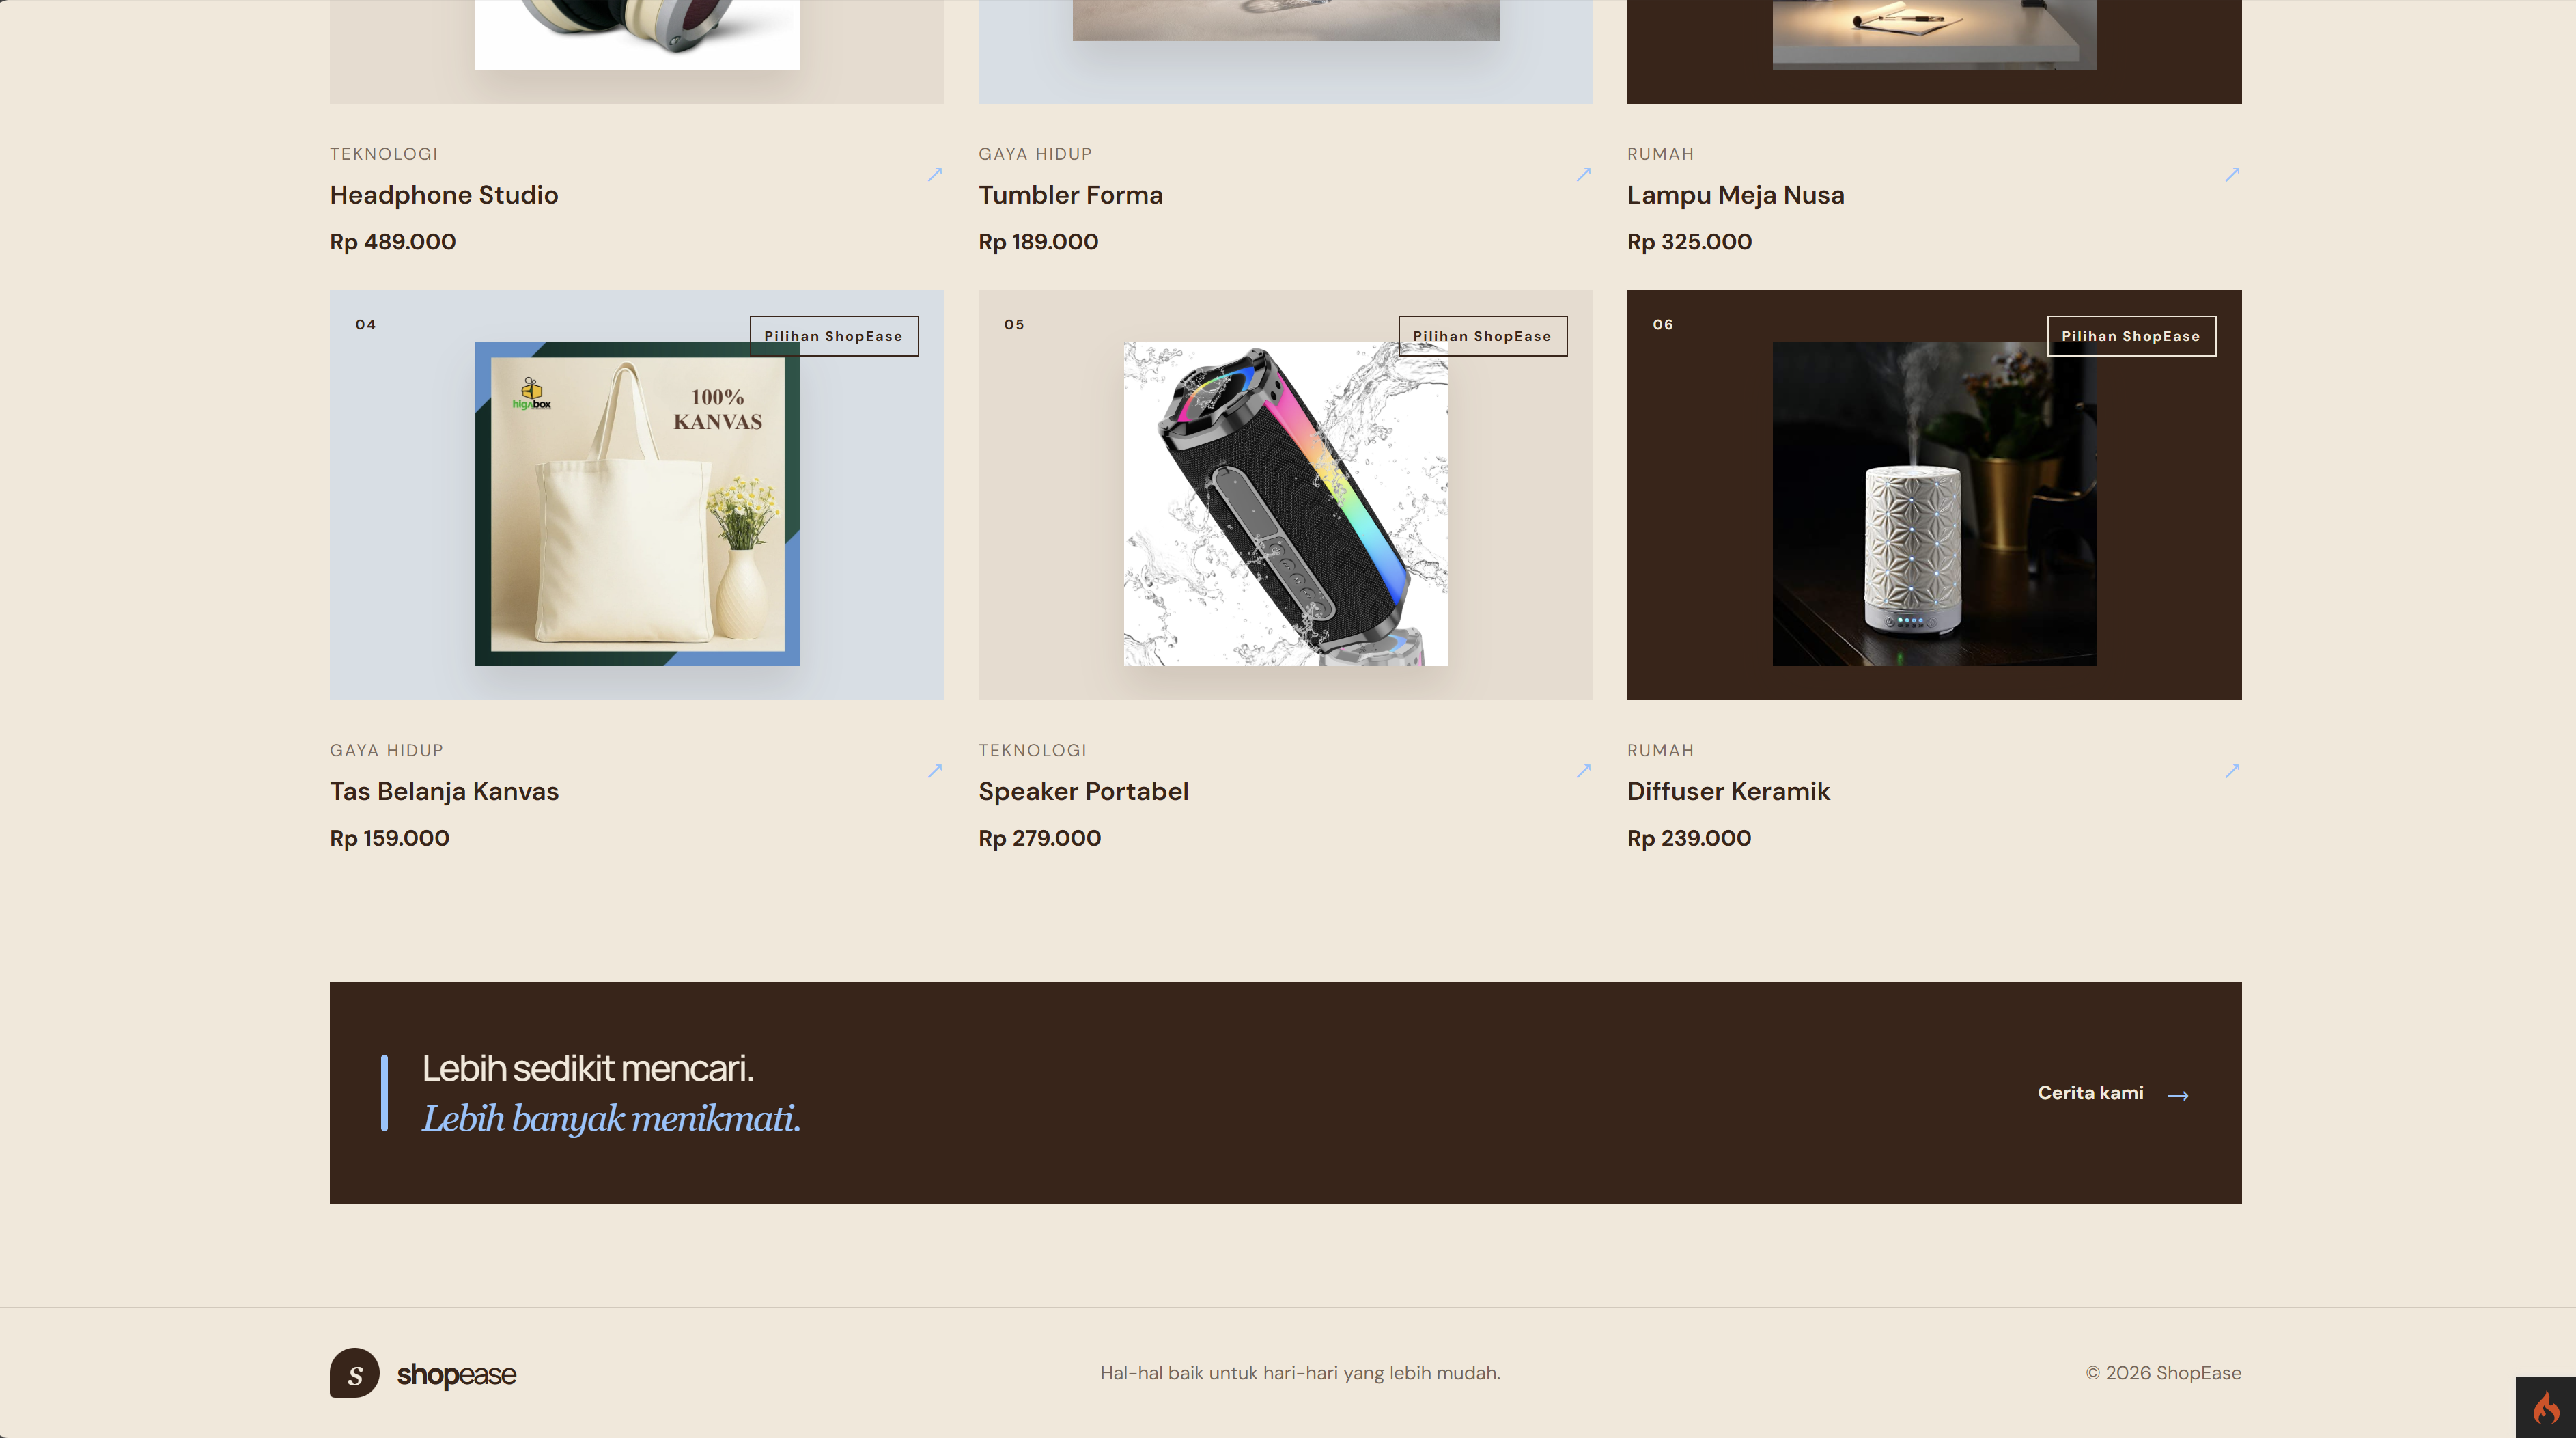 TEKNOLOGI
Headphone Studio
Rp 489.000
GAYA HIDUP
Tumbler Forma
Rp 189.000
RUMAH
Lampu Meja Nusa
Rp 325.000
04
Pilihan ShopEase
higabox
100%
KANVAS
GAYA HIDUP
Tas Belanja Kanvas
Rp 159.000
05
Pilihan ShopEase
TEKNOLOGI
Speaker Portabel
Rp 279.000
06
Pilihan ShopEase
RUMAH
Diffuser Keramik
Rp 239.000
Lebih sedikit mencari.
Lebih banyak menikmati.
Cerita kami →
s shopease
Hal-hal baik untuk hari-hari yang lebih mudah.
© 2026 ShopEase